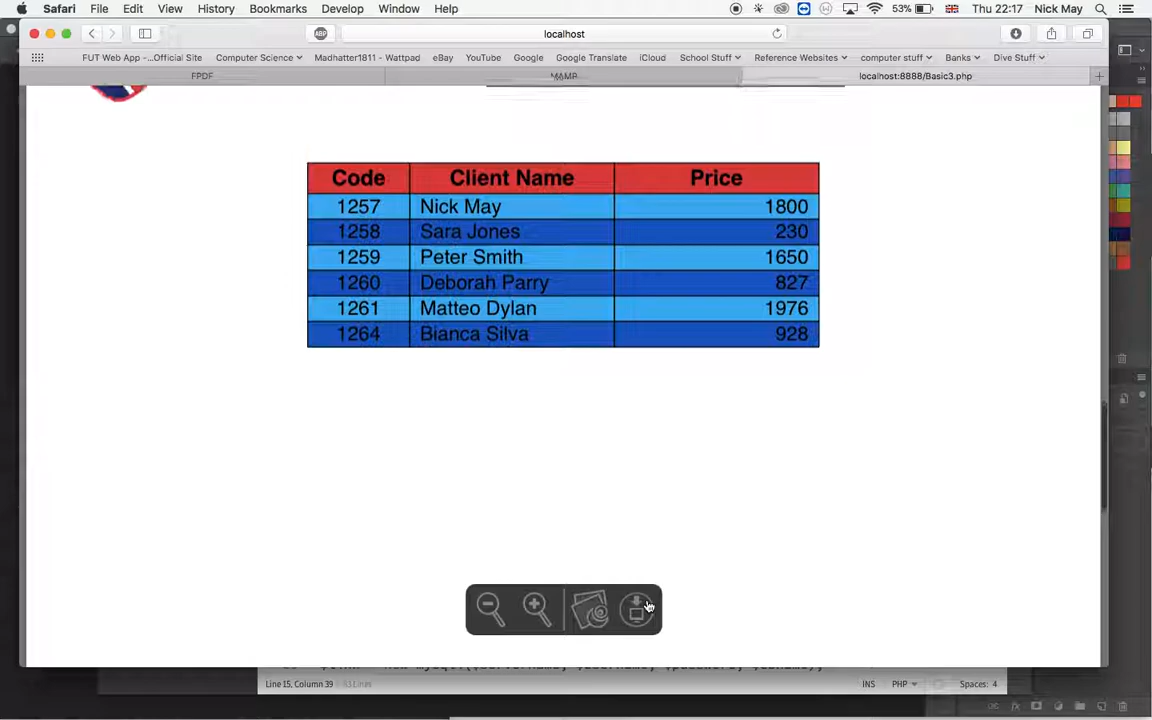 Safari File Edit View History Bookmarks Develop Window Help 53% Thu 22:17 Nick May
ABP localhost
FUT Web App -...Official Site Computer Science Madhatter1811 - Wattpad eBay YouTube Google Google Translate iCloud School Stuff Reference Websites computer stuff Banks Dive Stuff
FPDF MAMP localhost:8888/Basic3.php
Code Client Name Price
1257 Nick May 1800
1258 Sara Jones 230
1259 Peter Smith 1650
1260 Deborah Parry 827
1261 Matteo Dylan 1976
1264 Bianca Silva 928
Line 15, Column 39 INS PHP Spaces: 4